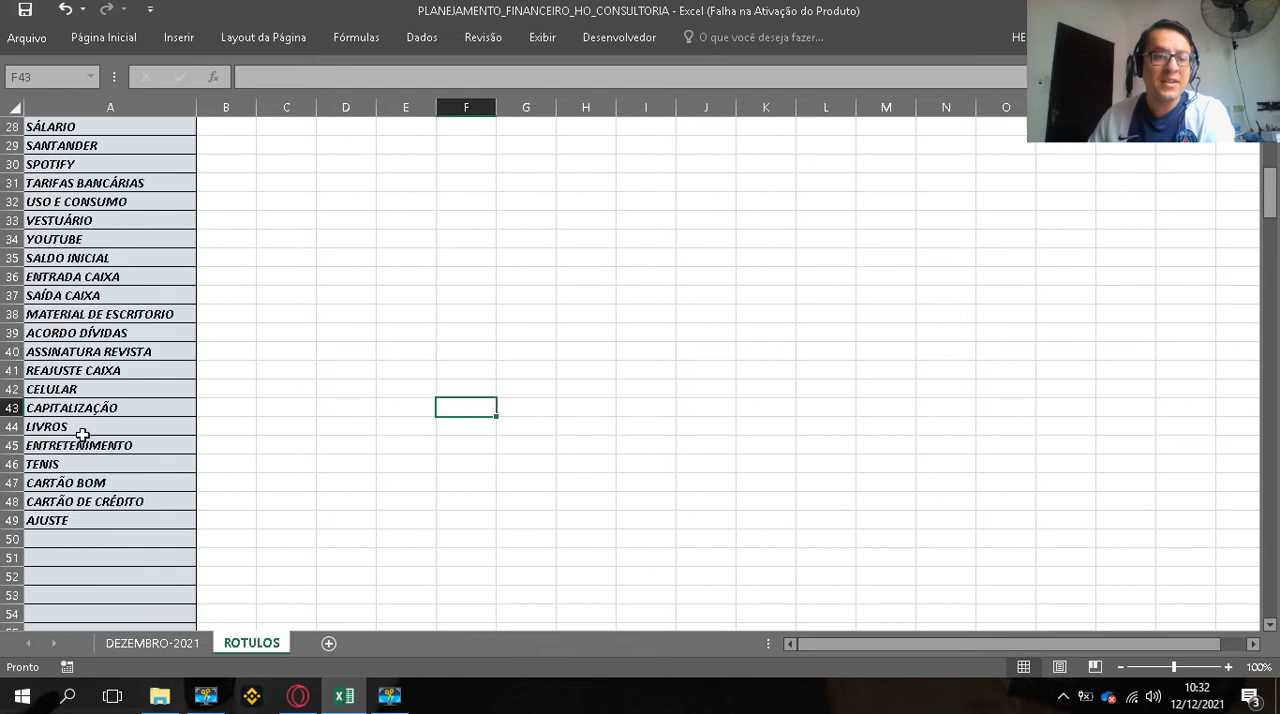 PLANEJAMENTO_FINANCEIRO_HO_CONSULTORIA - Excel (Falha na Ativação do Produto)
Arquivo Página Inicial Inserir Layout da Página Fórmulas Dados Revisão Exibir Desenvolvedor O que você deseja fazer... HE
F43 fx
A B C D E F G H I J K L M N O
28 SÁLARIO
29 SANTANDER
30 SPOTIFY
31 TARIFAS BANCÁRIAS
32 USO E CONSUMO
33 VESTUÁRIO
34 YOUTUBE
35 SALDO INICIAL
36 ENTRADA CAIXA
37 SAÍDA CAIXA
38 MATERIAL DE ESCRITORIO
39 ACORDO DÍVIDAS
40 ASSINATURA REVISTA
41 REAJUSTE CAIXA
42 CELULAR
43 CAPITALIZAÇÃO
44 LIVROS
45 ENTRETENIMENTO
46 TENIS
47 CARTÃO BOM
48 CARTÃO DE CRÉDITO
49 AJUSTE
50
51
52
53
54
DEZEMBRO-2021 ROTULOS
Pronto 100%
10:32
12/12/2021 3